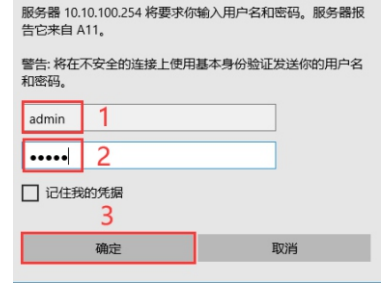 服务器 10.10.100.254 将要求你输入用户名和密码。服务器报
告它来自 A11。
警告: 将在不安全的连接上使用基本身份验证发送你的用户名
和密码。
admin 1
●●●●● 2
记住我的凭据
3
确定 取消